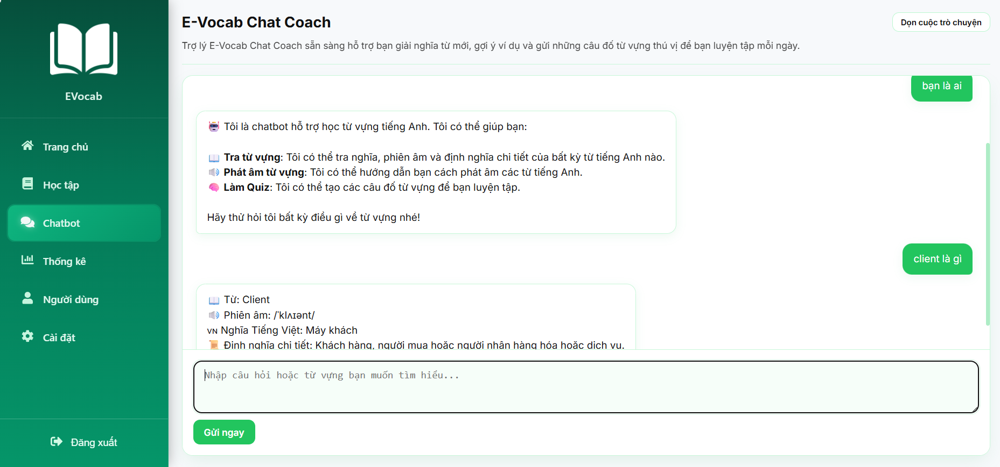 EVocab
Trang chủ
Học tập
Chatbot
Thống kê
Người dùng
Cài đặt
Đăng xuất
E-Vocab Chat Coach
Dọn cuộc trò chuyện
Trợ lý E-Vocab Chat Coach sẵn sàng hỗ trợ bạn giải nghĩa từ mới, gợi ý ví dụ và gửi những câu đố từ vựng thú vị để bạn luyện tập mỗi ngày.
bạn là ai
Tôi là chatbot hỗ trợ học từ vựng tiếng Anh. Tôi có thể giúp bạn:
Tra từ vựng: Tôi có thể tra nghĩa, phiên âm và định nghĩa chi tiết của bất kỳ từ tiếng Anh nào.
Phát âm từ vựng: Tôi có thể hướng dẫn bạn cách phát âm các từ tiếng Anh.
Làm Quiz: Tôi có thể tạo các câu đố từ vựng để bạn luyện tập.
Hãy thử hỏi tôi bất kỳ điều gì về từ vựng nhé!
client là gì
Từ: Client
Phiên âm: /ˈklʌɪənt/
VN Nghĩa Tiếng Việt: Máy khách
Định nghĩa chi tiết: Khách hàng, người mua hoặc người nhận hàng hóa hoặc dịch vụ.
Nhập câu hỏi hoặc từ vựng bạn muốn tìm hiểu...
Gửi ngay